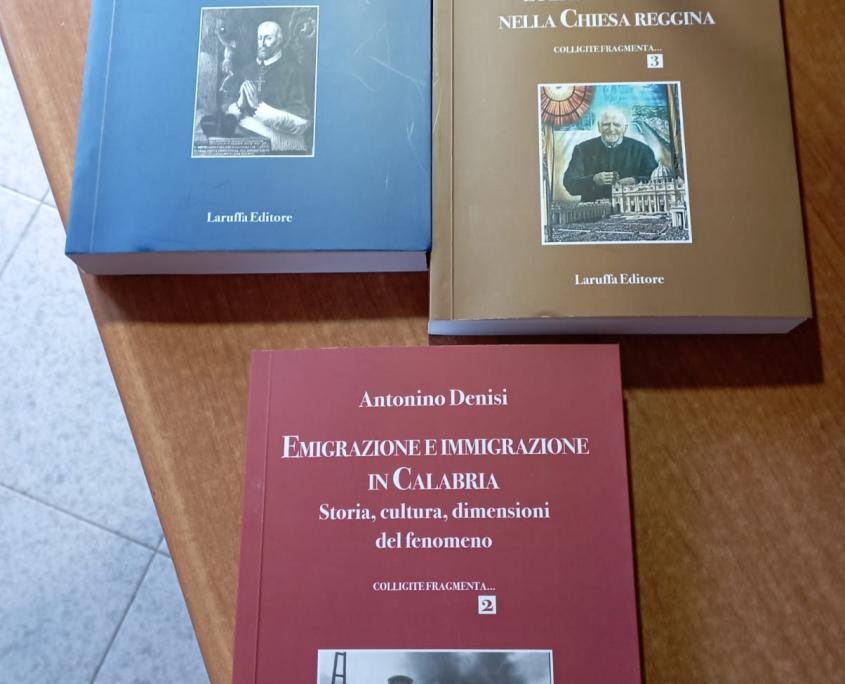 Laruffa Editore
NELLA CHIESA REGGINA
COLLIGITE FRAGMENTA...
3
Laruffa Editore
Antonino Denisi
EMIGRAZIONE E IMMIGRAZIONE
IN CALABRIA
Storia, cultura, dimensioni
del fenomeno
COLLIGITE FRAGMENTA...
2